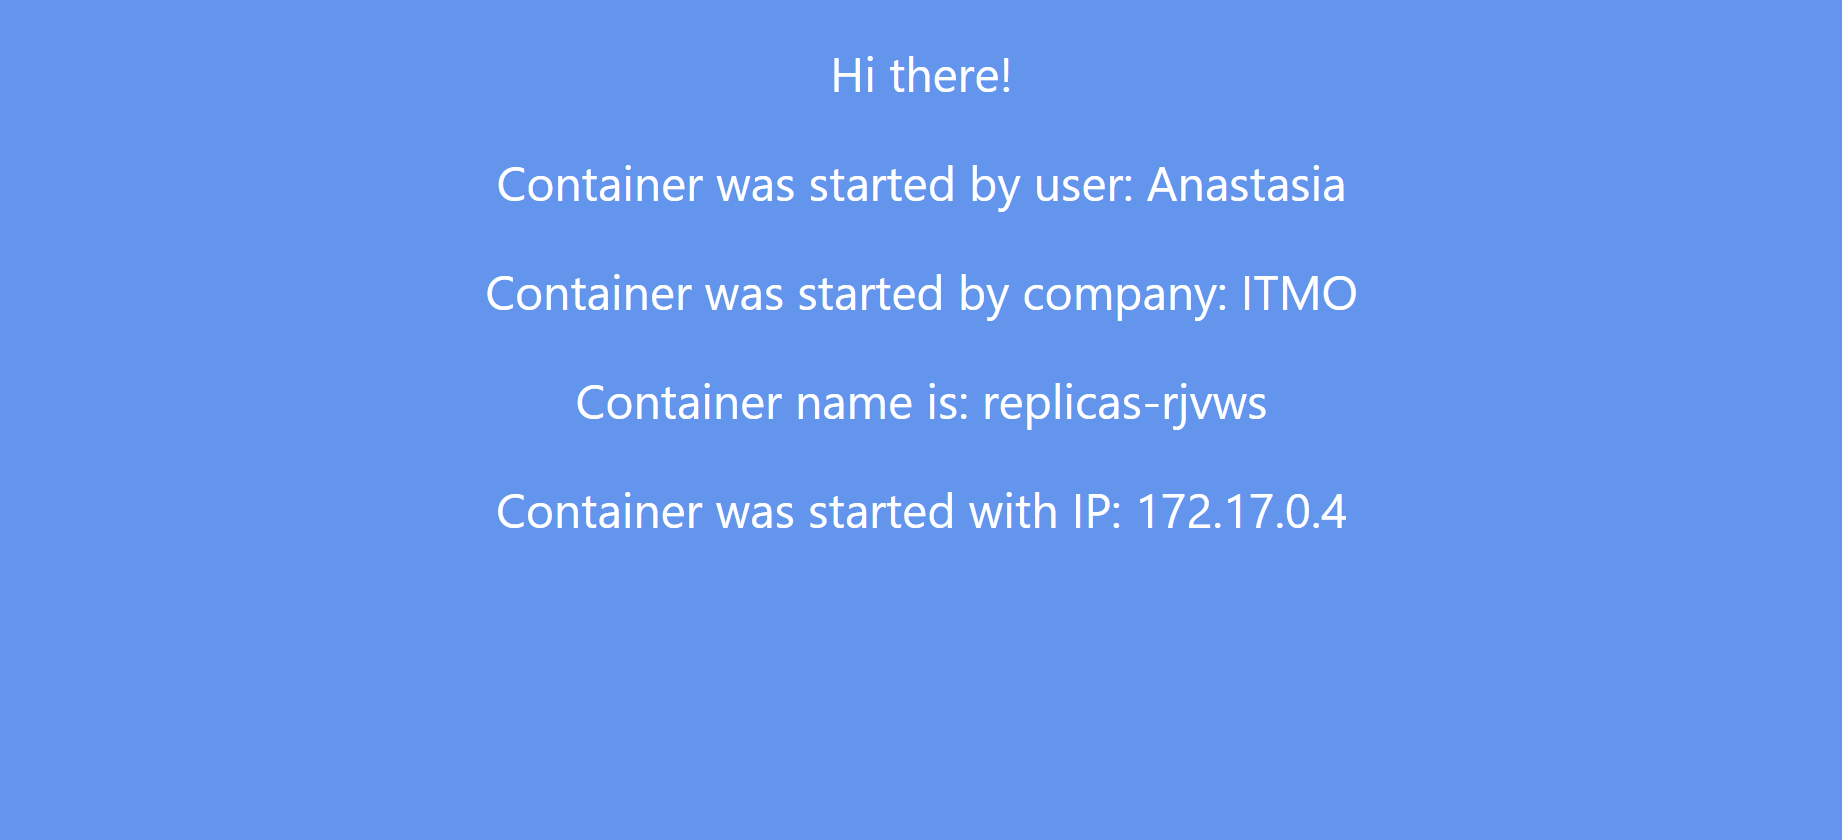 Hi there!
Container was started by user: Anastasia
Container was started by company: ITMO
Container name is: replicas-rjvws
Container was started with IP: 172.17.0.4